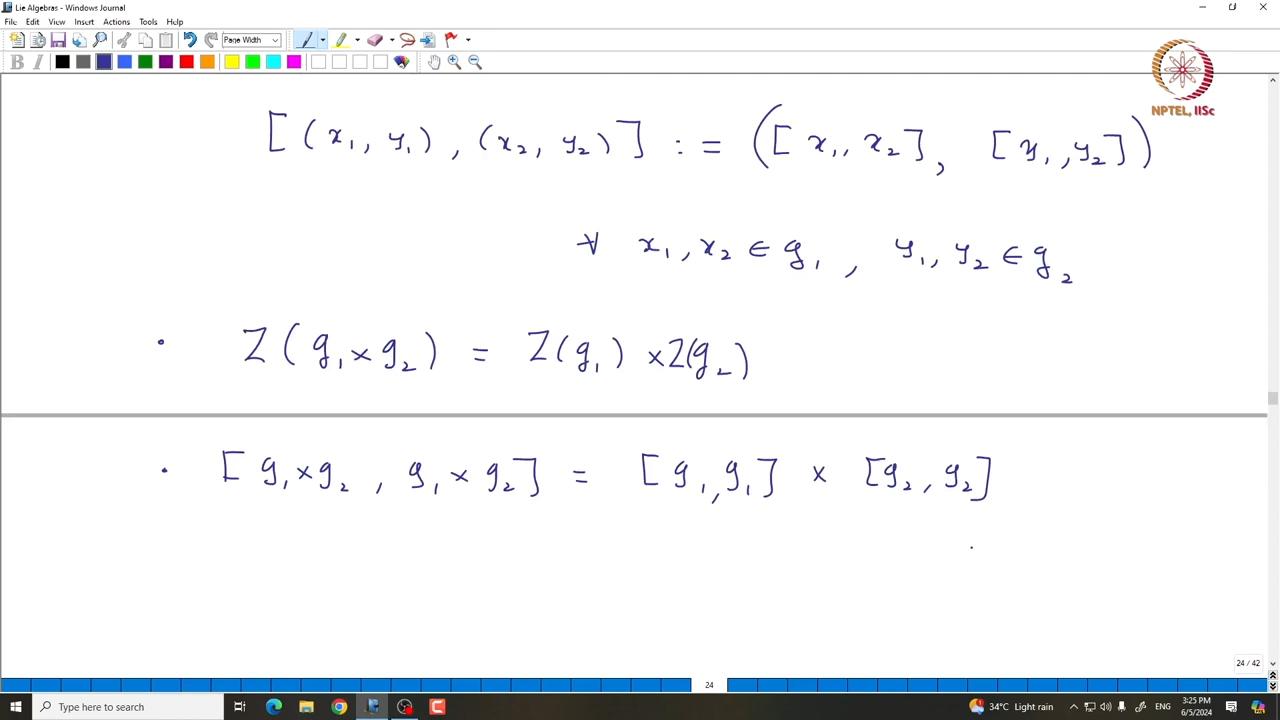 Lie Algebras - Windows Journal
File Edit View Insert Actions Tools Help
Page Width
B I
NPTEL, IISc
[(x₁, y₁), (x₂, y₂)] := ([x₁, x₂], [y₁, y₂])
∀ x₁, x₂ ∈ g₁, y₁, y₂ ∈ g₂
· Z(g₁ × g₂) = Z(g₁) × Z(g₂)
· [g₁ × g₂, g₁ × g₂] = [g₁, g₁] × [g₂, g₂]
24 / 42
24
Type here to search
34°C Light rain
ENG
3:25 PM
6/5/2024